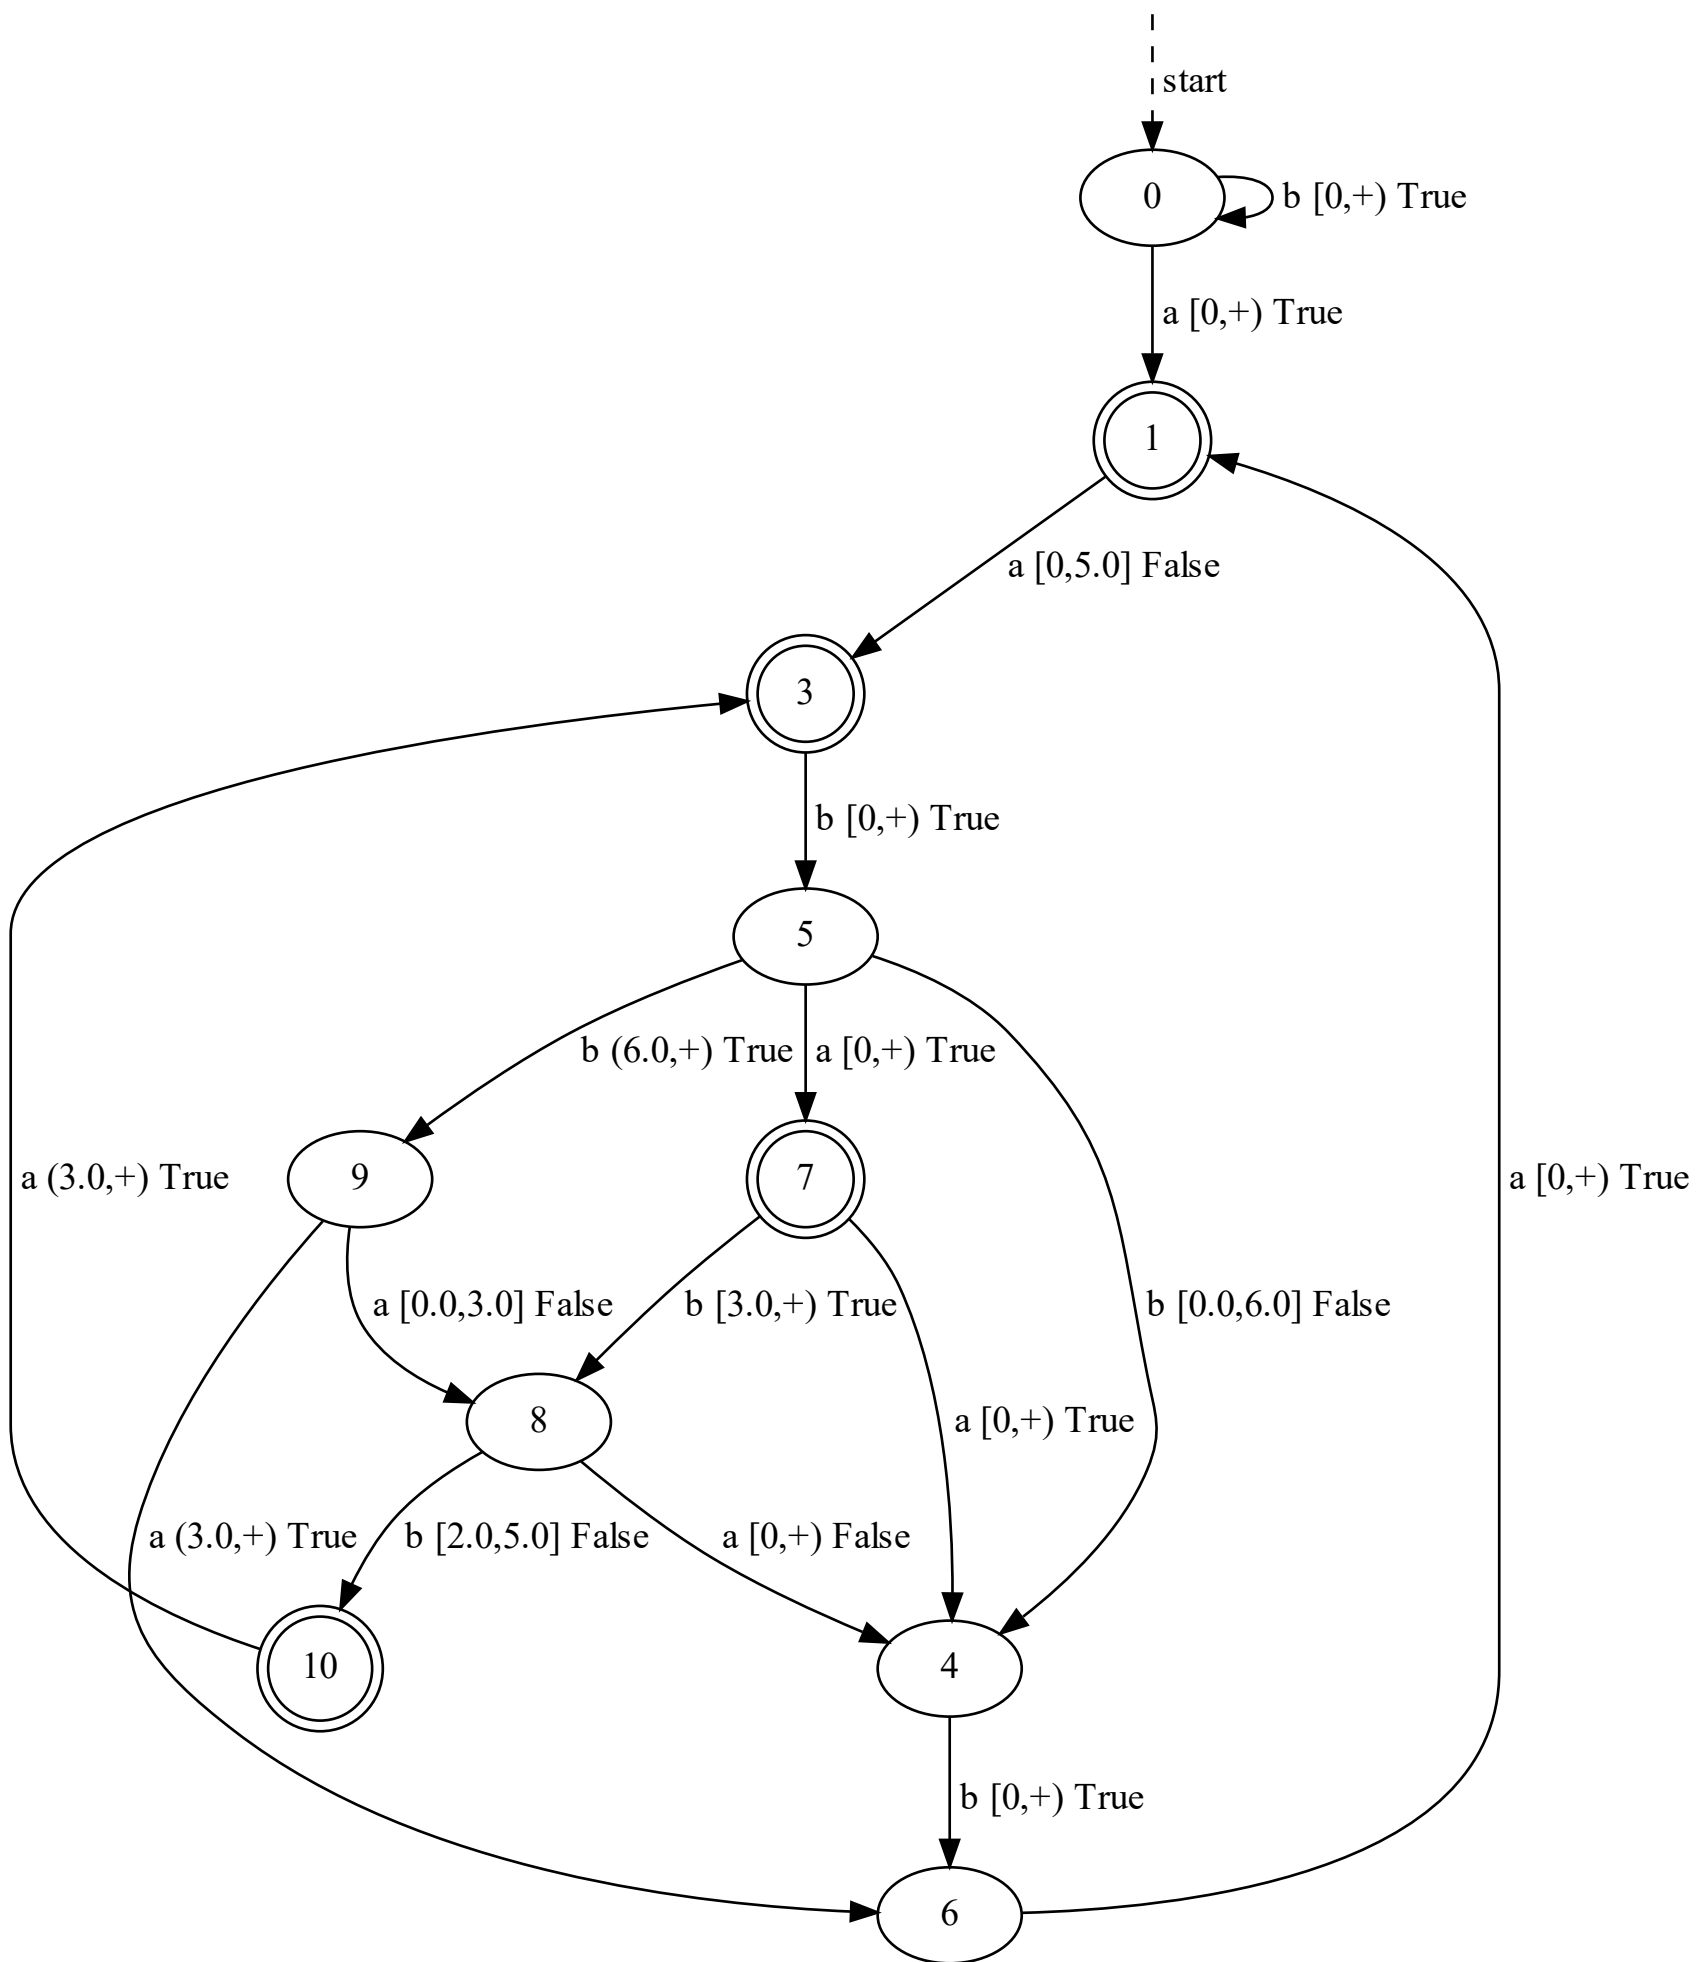 start
0
b [0,+) True
a [0,+) True
1
a [0,5.0] False
3
b [0,+) True
5
b (6.0,+) True
a [0,+) True
a (3.0,+) True
9
7
a [0,+) True
a [0.0,3.0] False
b [3.0,+) True
b [0.0,6.0] False
8
a [0,+) True
a (3.0,+) True
b [2.0,5.0] False
a [0,+) False
10
4
b [0,+) True
6